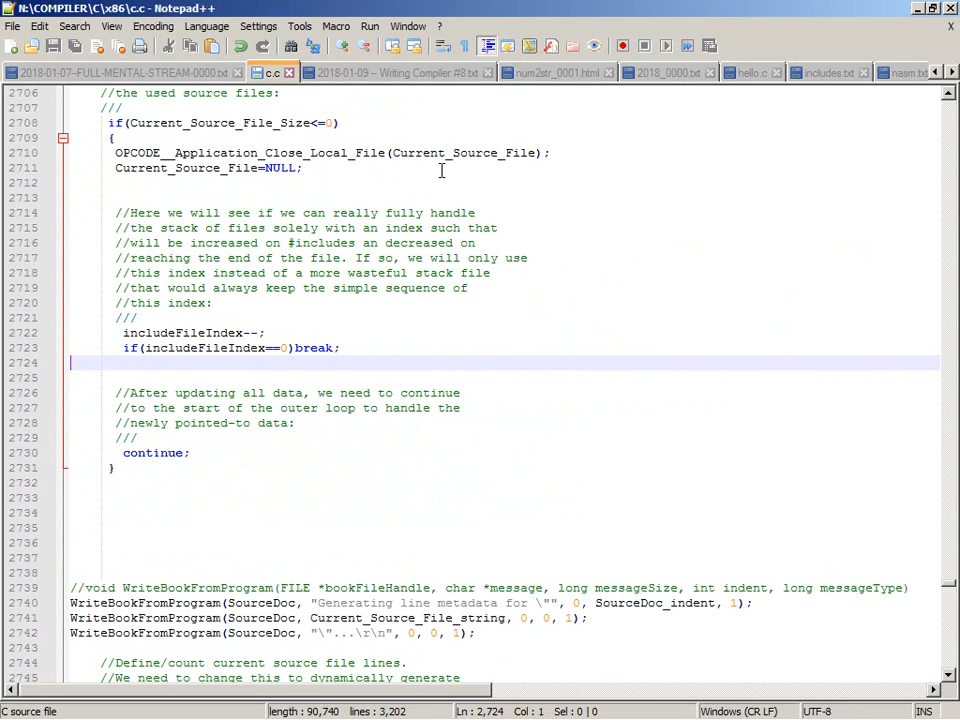 N:\COMPILER\C\x86\c.c - Notepad++
File Edit Search View Encoding Language Settings Tools Macro Run Window ? X
2018-01-07-FULL-MENTAL-STREAM-0000.txt c.c 2018-01-09 -- Writing Compiler #8.txt num2str_0001.html 2018_0000.txt hello.c includes.txt nasm.txt
2706 //the used source files:
2707 ///
2708 if(Current_Source_File_Size<=0)
2709 {
2710 OPCODE__Application_Close_Local_File(Current_Source_File);
2711 Current_Source_File=NULL;
2712
2713
2714 //Here we will see if we can really fully handle
2715 //the stack of files solely with an index such that
2716 //will be increased on #includes an decreased on
2717 //reaching the end of the file. If so, we will only use
2718 //this index instead of a more wasteful stack file
2719 //that would always keep the simple sequence of
2720 //this index:
2721 ///
2722 includeFileIndex--;
2723 if(includeFileIndex==0)break;
2724
2725
2726 //After updating all data, we need to continue
2727 //to the start of the outer loop to handle the
2728 //newly pointed-to data:
2729 ///
2730 continue;
2731 }
2732
2733
2734
2735
2736
2737
2738
2739 //void WriteBookFromProgram(FILE *bookFileHandle, char *message, long messageSize, int indent, long messageType)
2740 WriteBookFromProgram(SourceDoc, "Generating line metadata for \"", 0, SourceDoc_indent, 1);
2741 WriteBookFromProgram(SourceDoc, Current_Source_File_string, 0, 0, 1);
2742 WriteBookFromProgram(SourceDoc, "\"...\r\n", 0, 0, 1);
2743
2744 //Define/count current source file lines.
2745 //We need to change this to dynamically generate
C source file length : 90,740 lines : 3,202 Ln : 2,724 Col : 1 Sel : 0 | 0 Windows (CR LF) UTF-8 INS